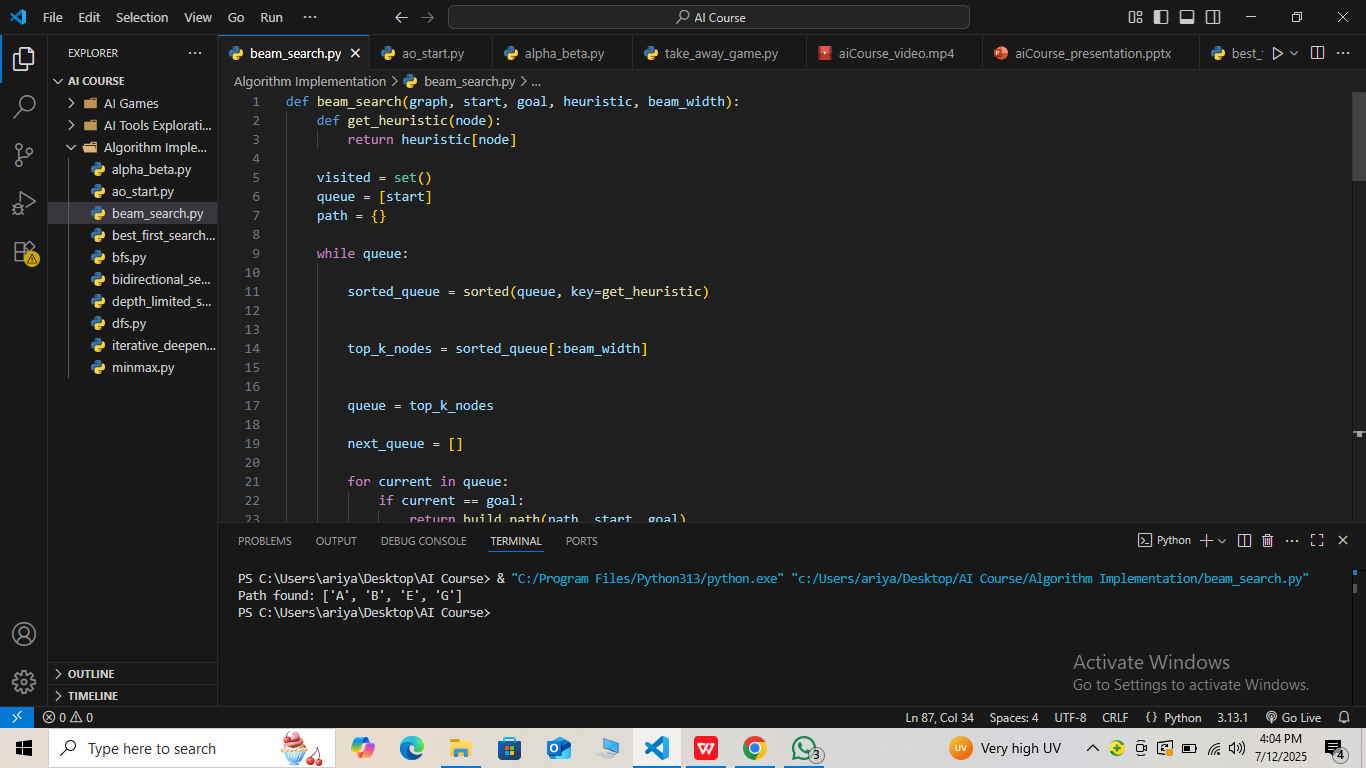 File Edit Selection View Go Run ··· AI Course
EXPLORER ···
AI COURSE
AI Games
AI Tools Explorati...
Algorithm Imple...
alpha_beta.py
ao_start.py
beam_search.py
best_first_search...
bfs.py
bidirectional_se...
depth_limited_s...
dfs.py
iterative_deepen...
minmax.py
OUTLINE
TIMELINE
beam_search.py ao_start.py alpha_beta.py take_away_game.py aiCourse_video.mp4 aiCourse_presentation.pptx best_
Algorithm Implementation > beam_search.py > ...
1 def beam_search(graph, start, goal, heuristic, beam_width):
2 def get_heuristic(node):
3 return heuristic[node]
4
5 visited = set()
6 queue = [start]
7 path = {}
8
9 while queue:
10
11 sorted_queue = sorted(queue, key=get_heuristic)
12
13
14 top_k_nodes = sorted_queue[:beam_width]
15
16
17 queue = top_k_nodes
18
19 next_queue = []
20
21 for current in queue:
22 if current == goal:
23 return build_path(path, start, goal)
PROBLEMS OUTPUT DEBUG CONSOLE TERMINAL PORTS Python
PS C:\Users\ariya\Desktop\AI Course> & "C:/Program Files/Python313/python.exe" "c:/Users/ariya/Desktop/AI Course/Algorithm Implementation/beam_search.py"
Path found: ['A', 'B', 'E', 'G']
PS C:\Users\ariya\Desktop\AI Course>
Activate Windows
Go to Settings to activate Windows.
0 0 Ln 87, Col 34 Spaces: 4 UTF-8 CRLF {} Python 3.13.1 Go Live
Type here to search 3 UV Very high UV 4:04 PM 4
7/12/2025